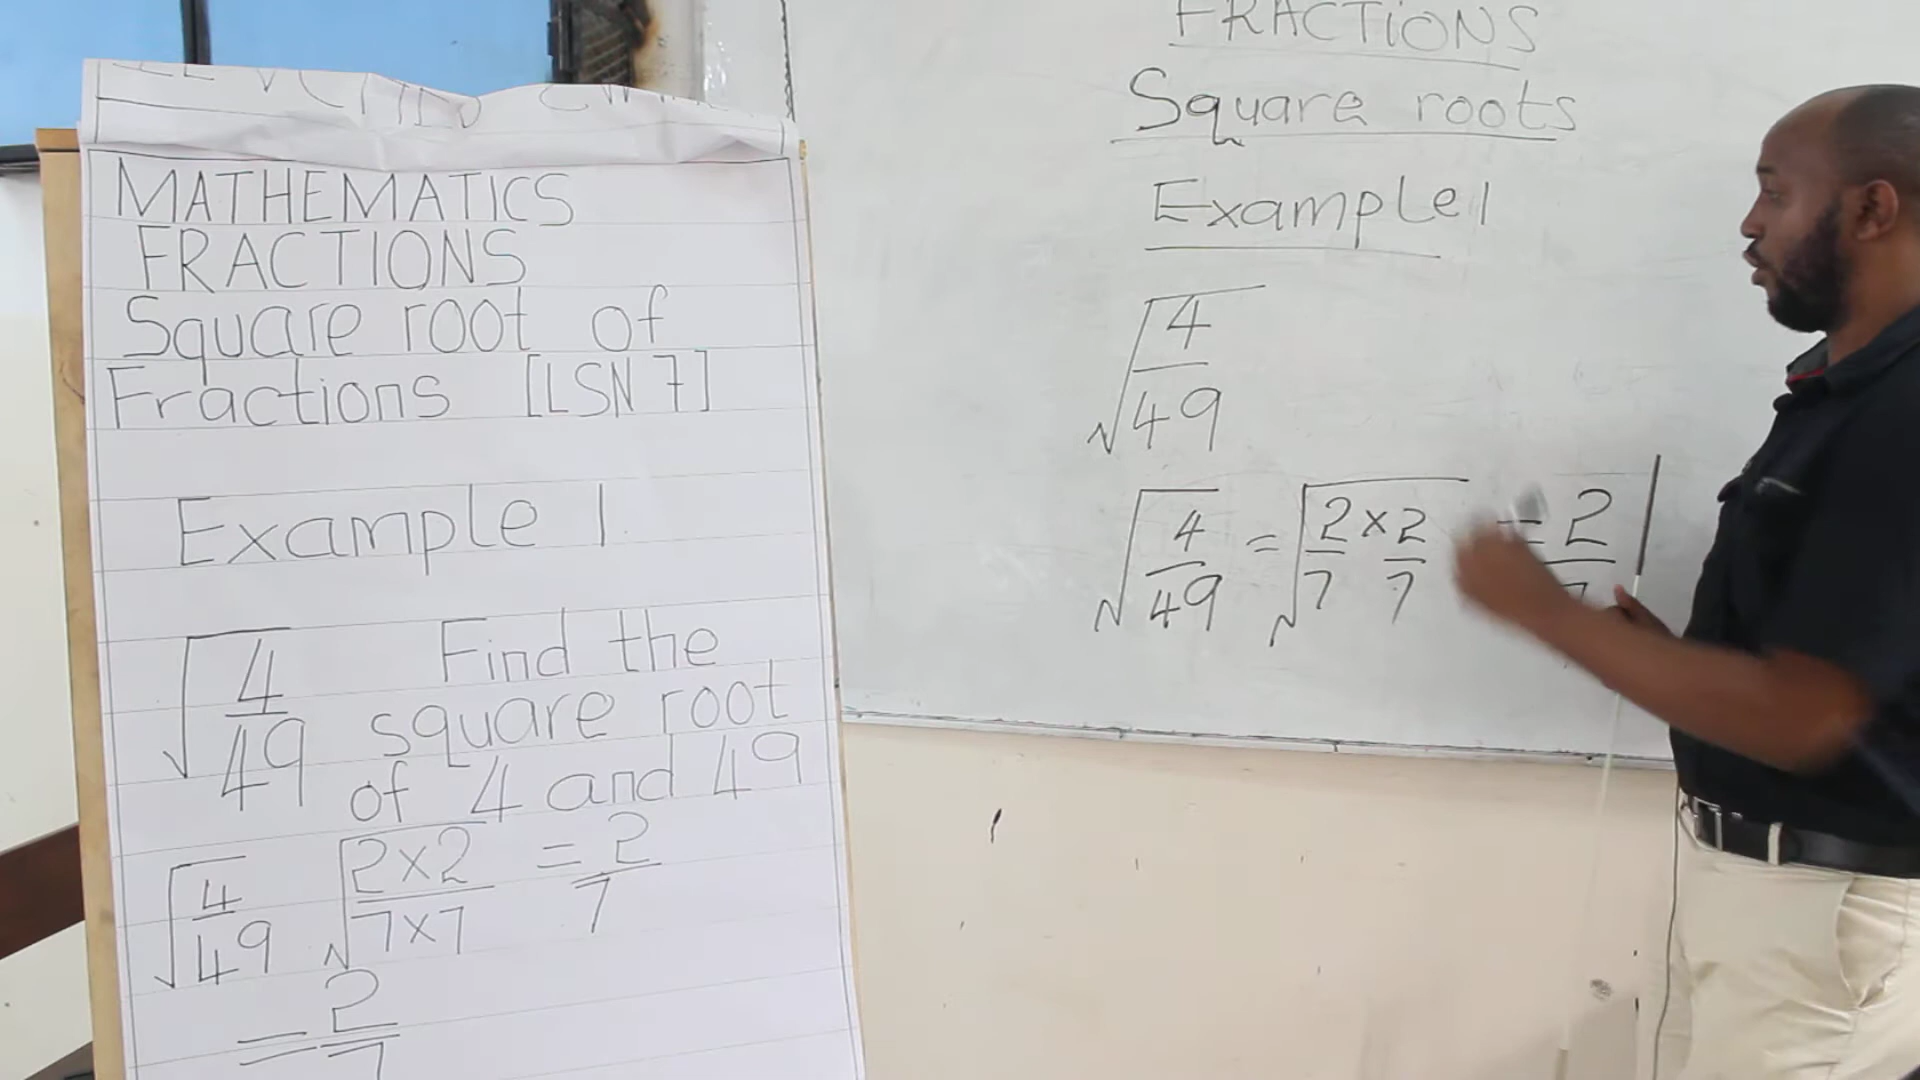 MATHEMATICS
FRACTIONS
Square root of
Fractions [LSN 7]
Example 1.
√4/49 Find the
square root
of 4 and 49
√4/49 √2×2/7×7 = 2/7
= 2/7
FRACTIONS
Square roots
Example 1
√4/49
√4/49 = √2/7 × 2/7 = 2/7